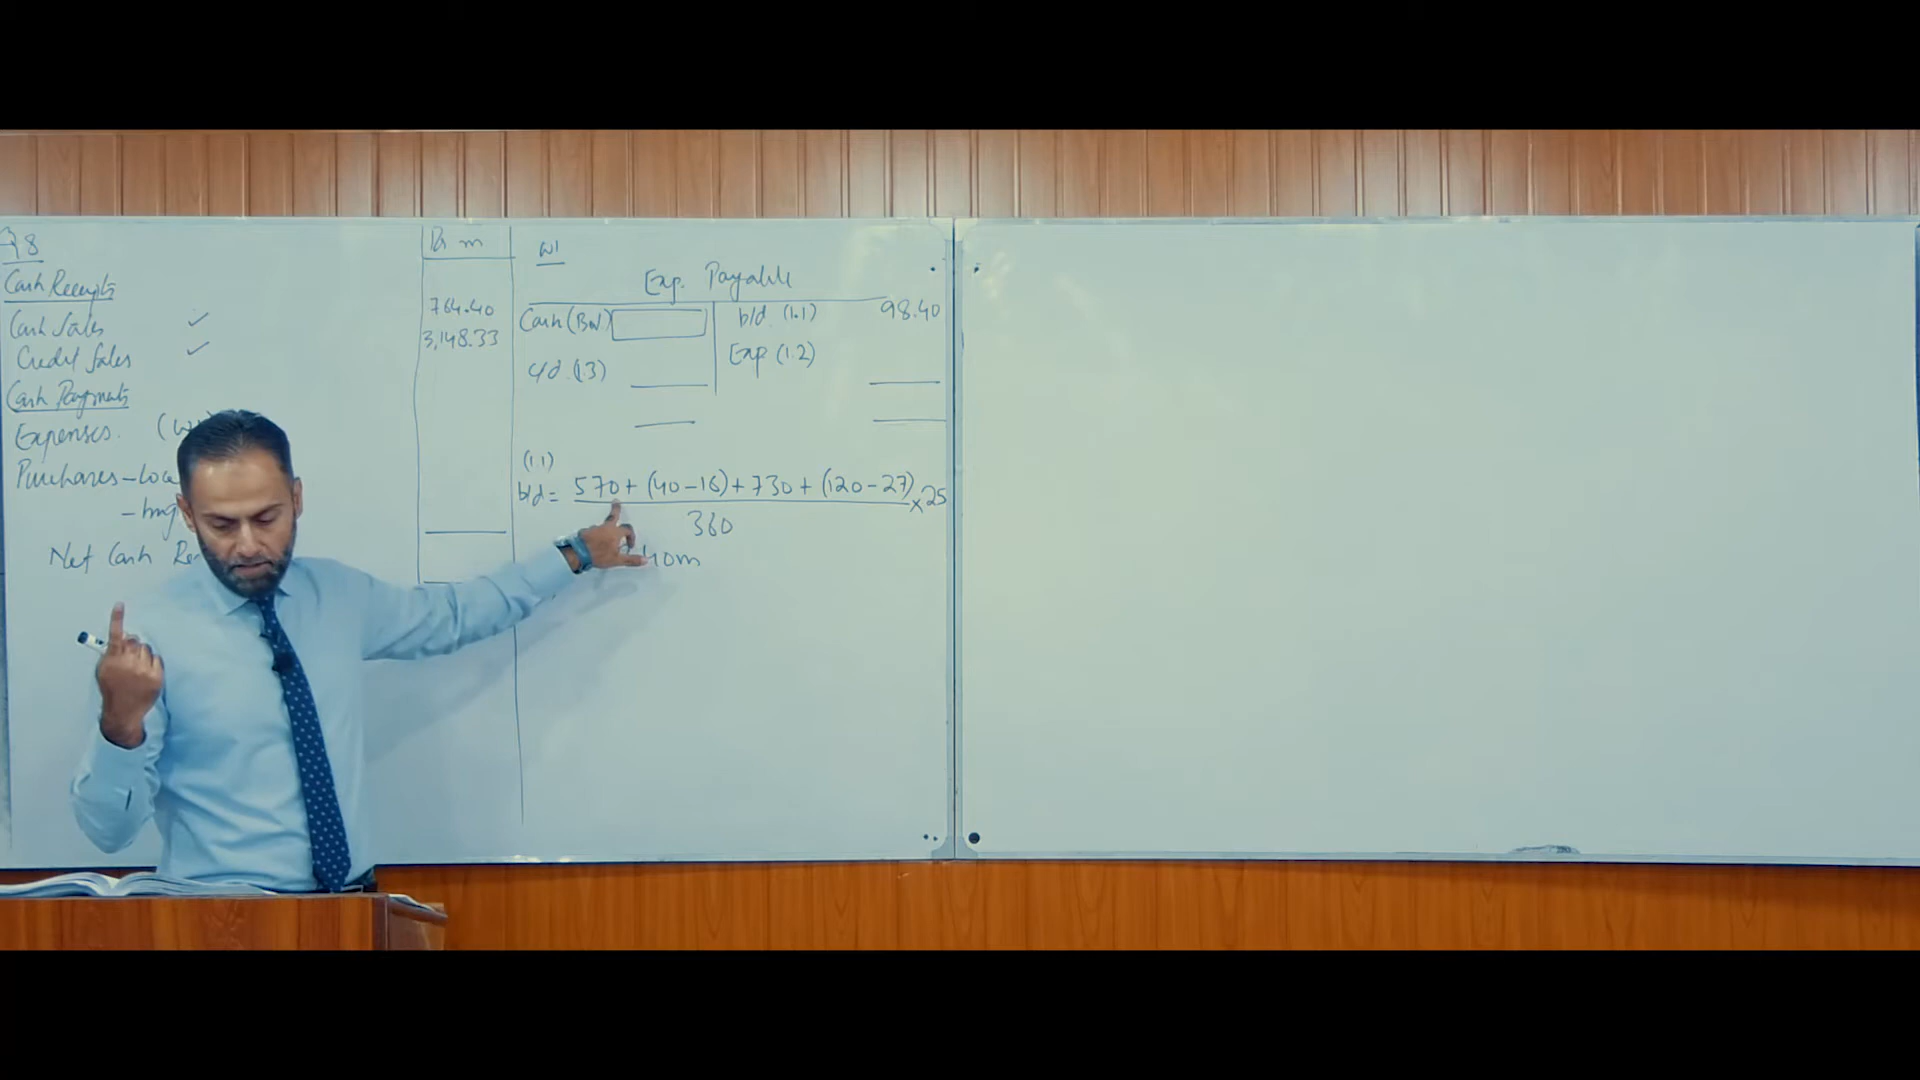 Q8
Cash Receipts
Cash Sales ✓ 764.40
Credit Sales ✓ 3,148.33
Cash Payments
Expenses.
Purchases -
Net Cash
Rs m
W1
Exp. Payable
Cash (Bal) b/d. (1.1) 98.40
Exp (1.2)
c/d. (1.3)
(1.1)
b/d = 570 + (40-16) + 730 + (120-27) × 25
360
40m